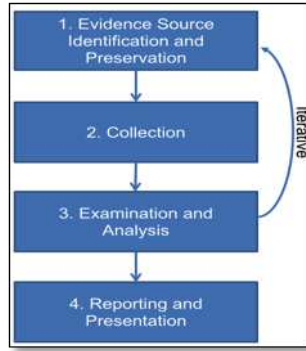 1. Evidence Source
Identification and
Preservation
2. Collection
3. Examination and
Analysis
4. Reporting and
Presentation
Iterative